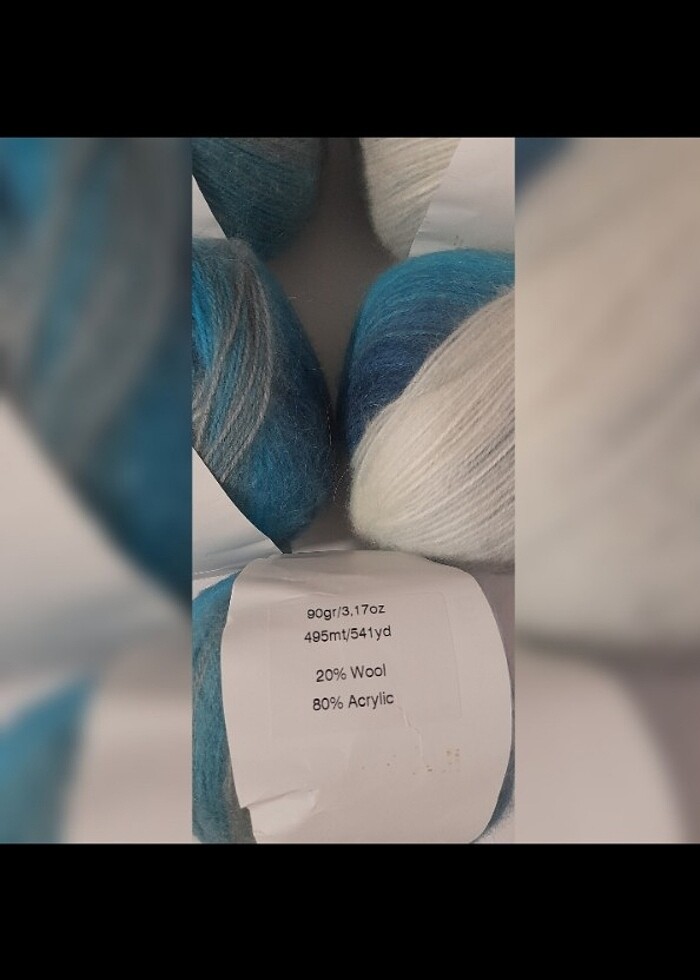 90gr/3,17oz
495mt/541yd
20% Wool
80% Acrylic